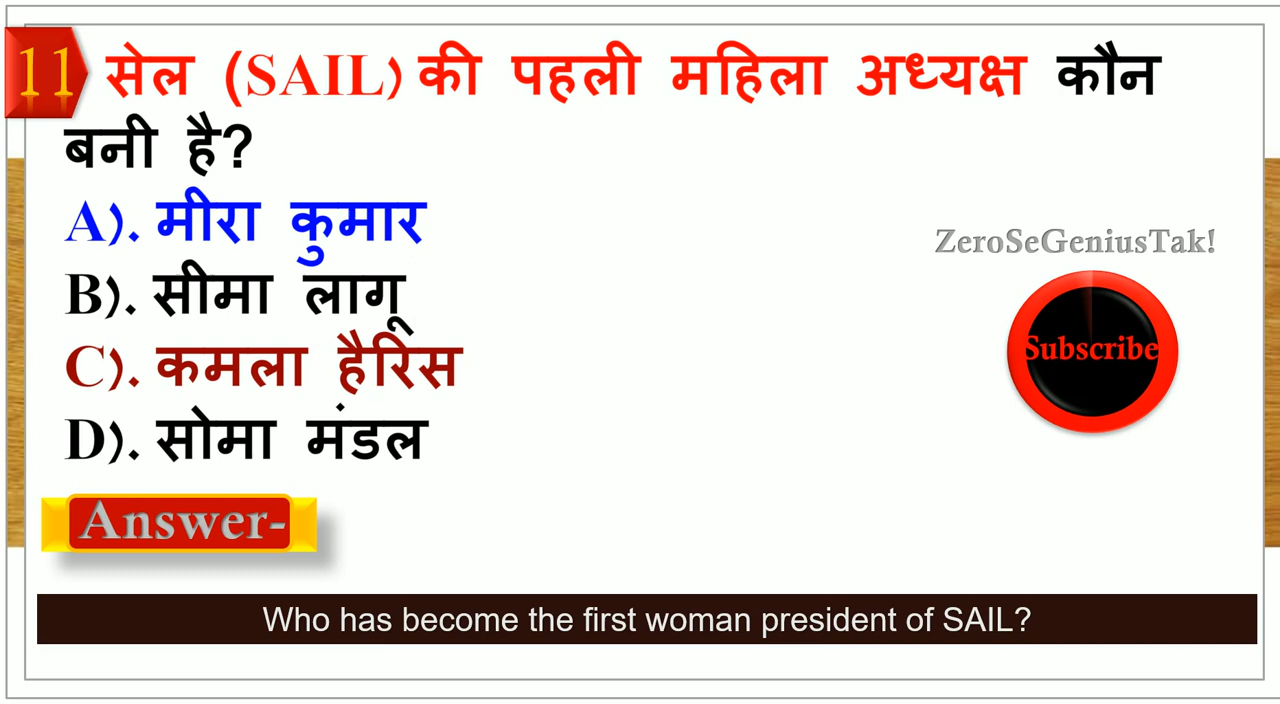 11 सेल (SAIL) की पहली महिला अध्यक्ष कौन
बनी है?
A). मीरा कुमार
B). सीमा लागू
C). कमला हैरिस
D). सोमा मंडल
ZeroSeGeniusTak!
Subscribe
Answer-
Who has become the first woman president of SAIL?